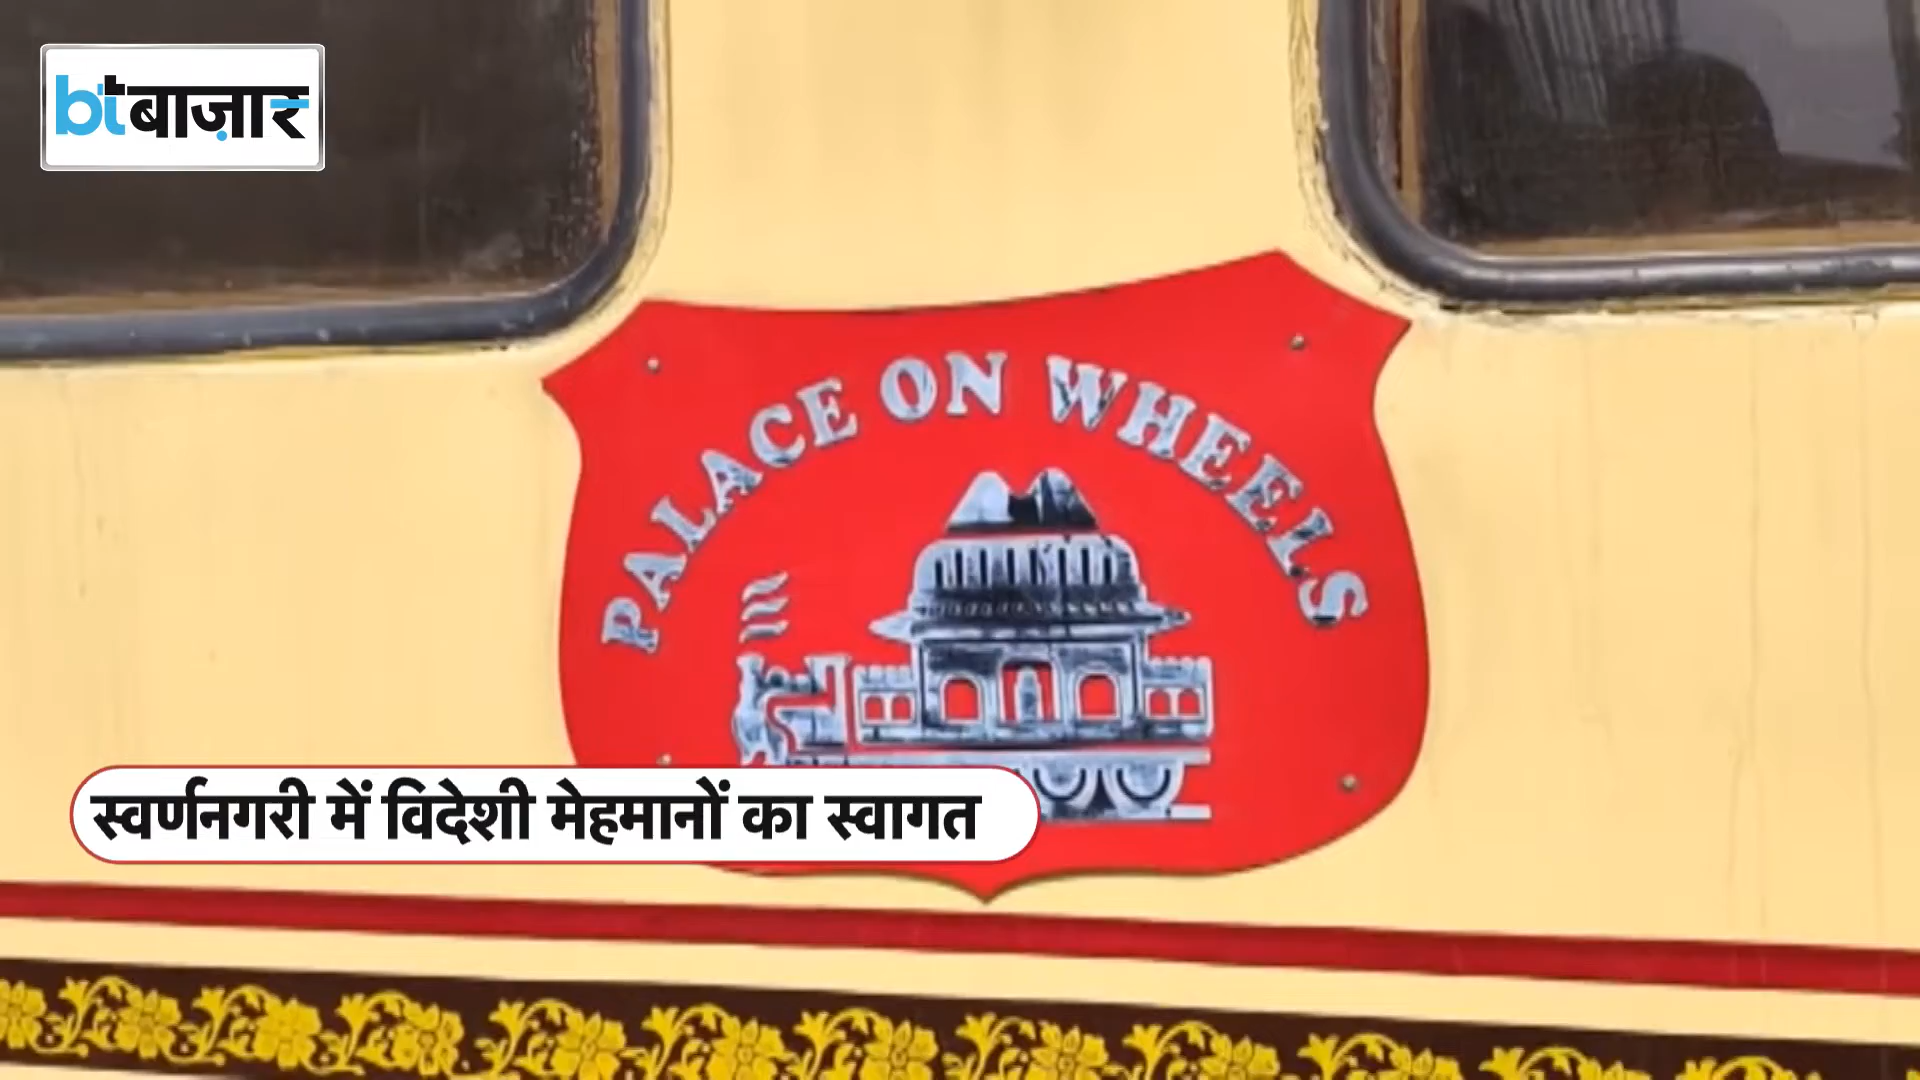 btबाज़ार
PALACE ON WHEELS
स्वर्णनगरी में विदेशी मेहमानों का स्वागत